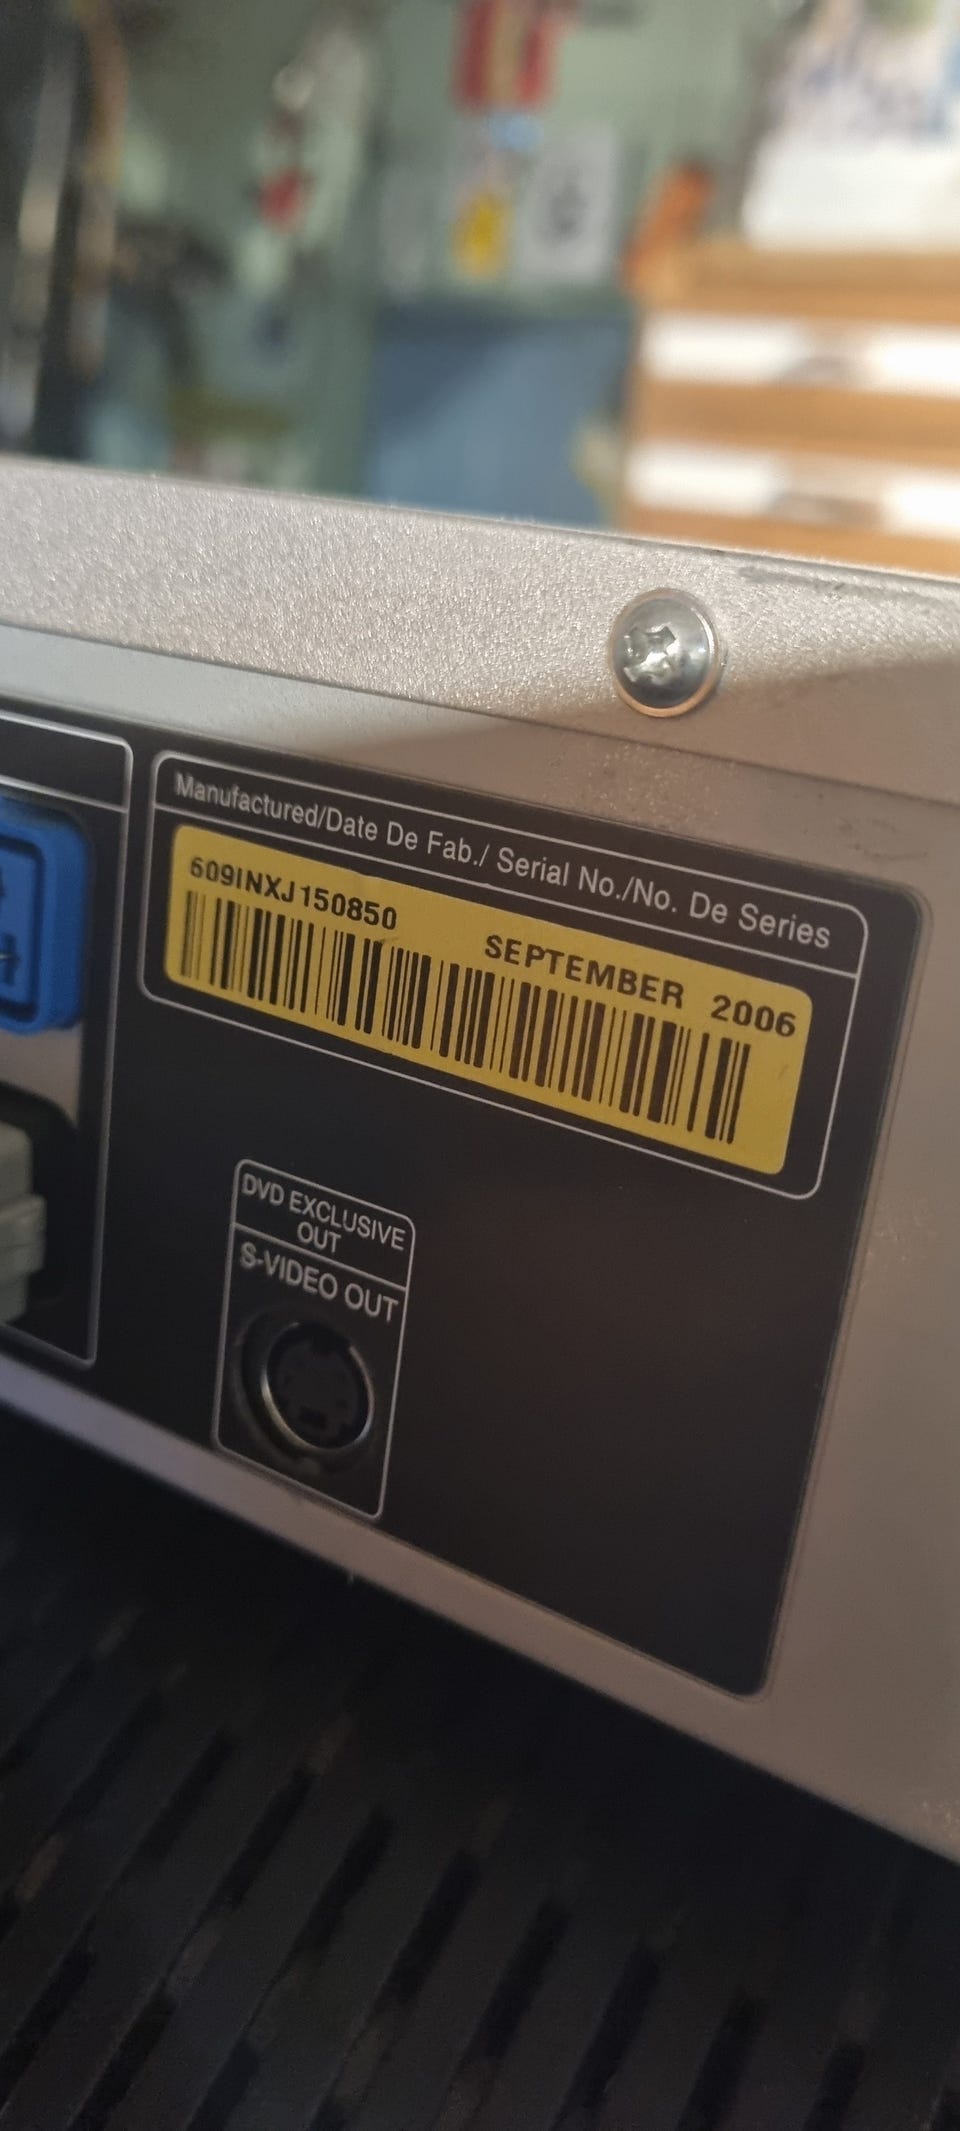 Manufactured/Date De Fab./ Serial No./No. De Series
609INXJ150850
SEPTEMBER 2006
DVD EXCLUSIVE
OUT
S-VIDEO OUT